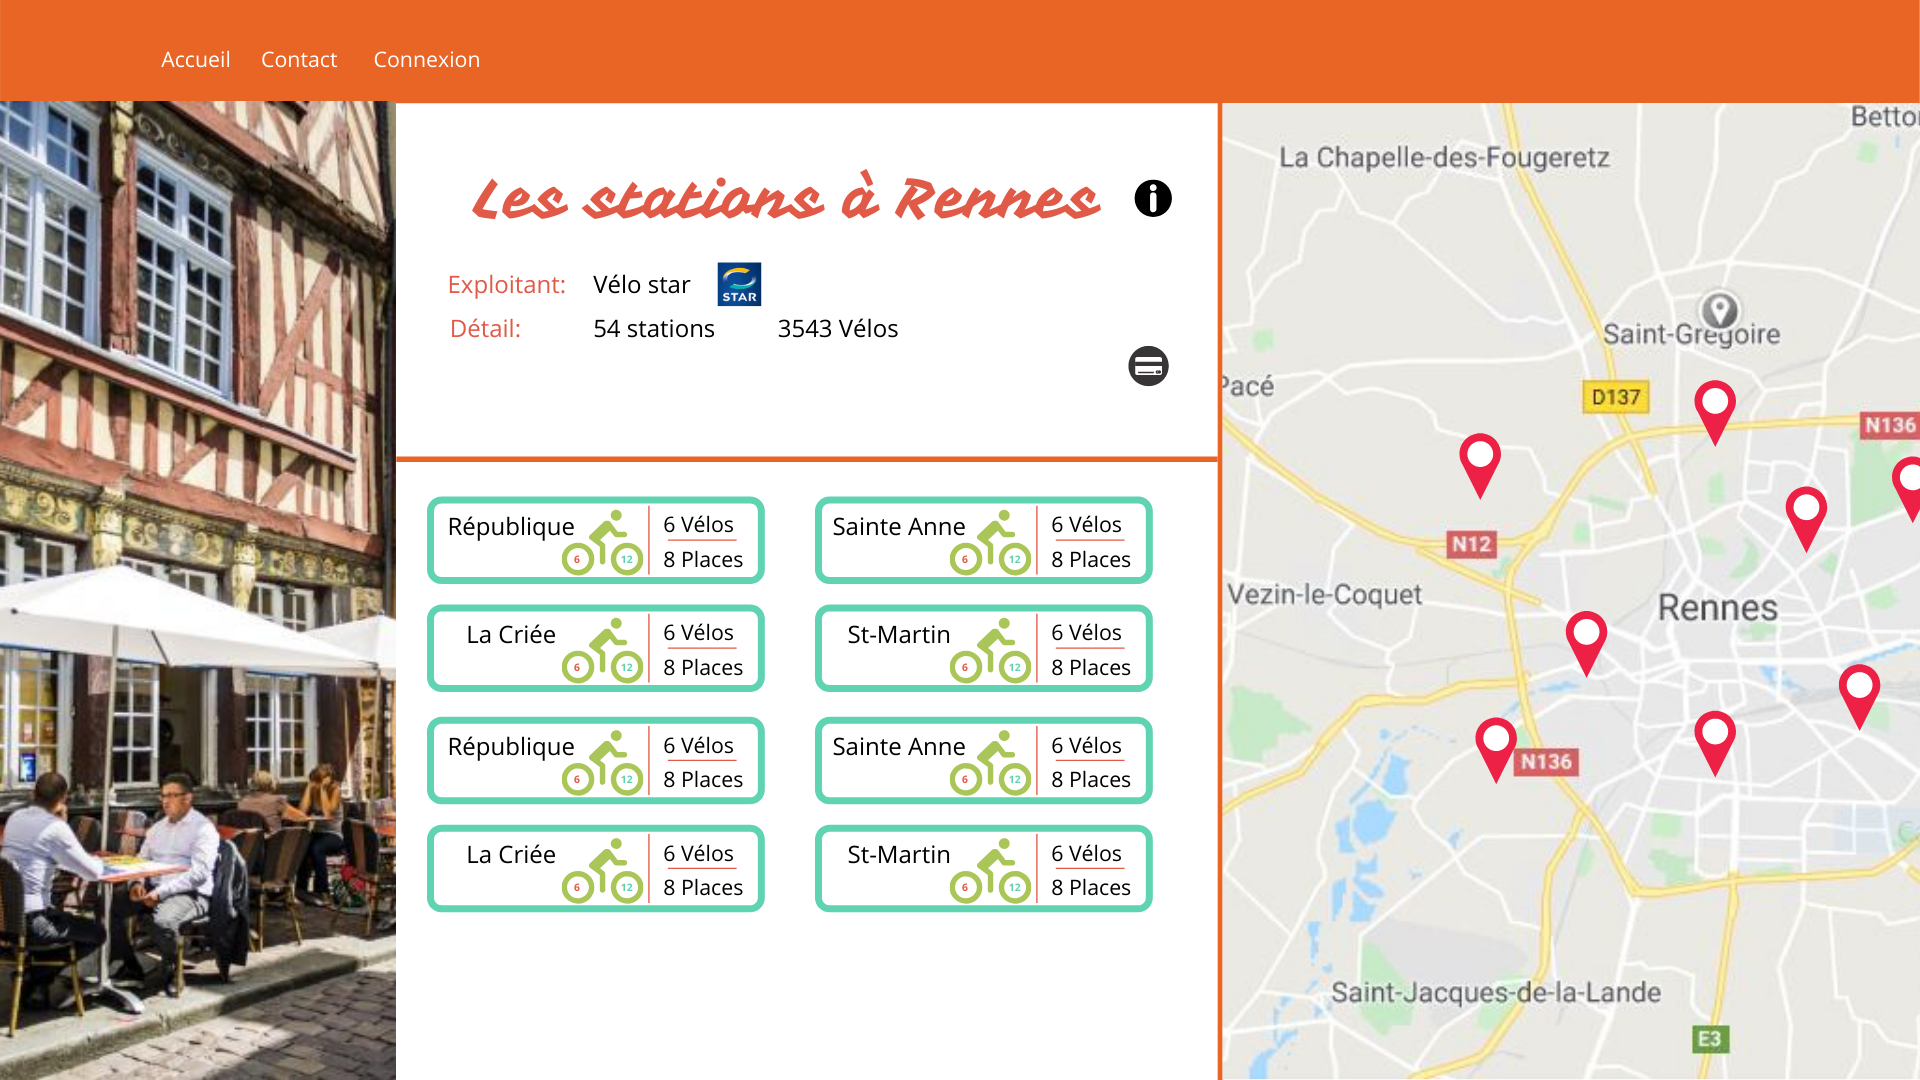 Accueil Contact Connexion
Les stations à Rennes
Exploitant: Vélo star
STAR
Détail: 54 stations 3543 Vélos
République 6 12 6 Vélos
8 Places
Sainte Anne 6 12 6 Vélos
8 Places
La Criée 6 12 6 Vélos
8 Places
St-Martin 6 12 6 Vélos
8 Places
République 6 12 6 Vélos
8 Places
Sainte Anne 6 12 6 Vélos
8 Places
La Criée 6 12 6 Vélos
8 Places
St-Martin 6 12 6 Vélos
8 Places
Betto
La Chapelle-des-Fougeretz
Saint-Grégoire
Pacé
D137
N136
N12
Vezin-le-Coquet
Rennes
N136
Saint-Jacques-de-la-Lande
E3